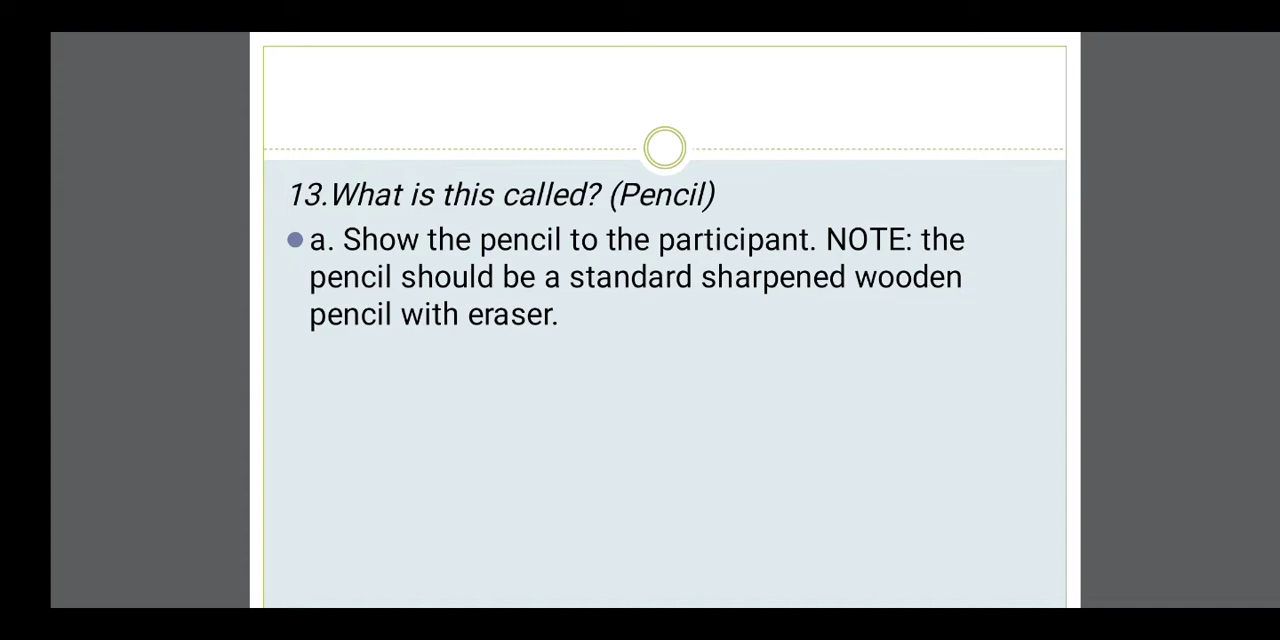 13.What is this called? (Pencil)
a. Show the pencil to the participant. NOTE: the
pencil should be a standard sharpened wooden
pencil with eraser.